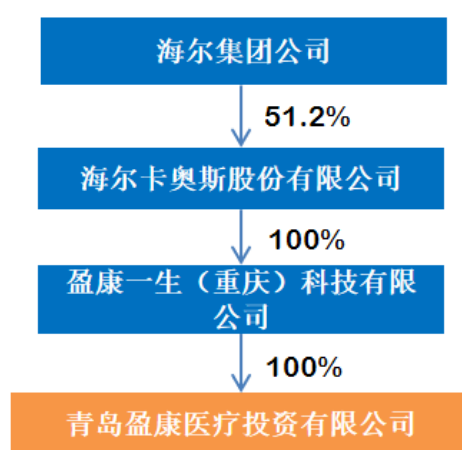 海尔集团公司
51.2%
海尔卡奥斯股份有限公司
100%
盈康一生（重庆）科技有限
公司
100%
青岛盈康医疗投资有限公司